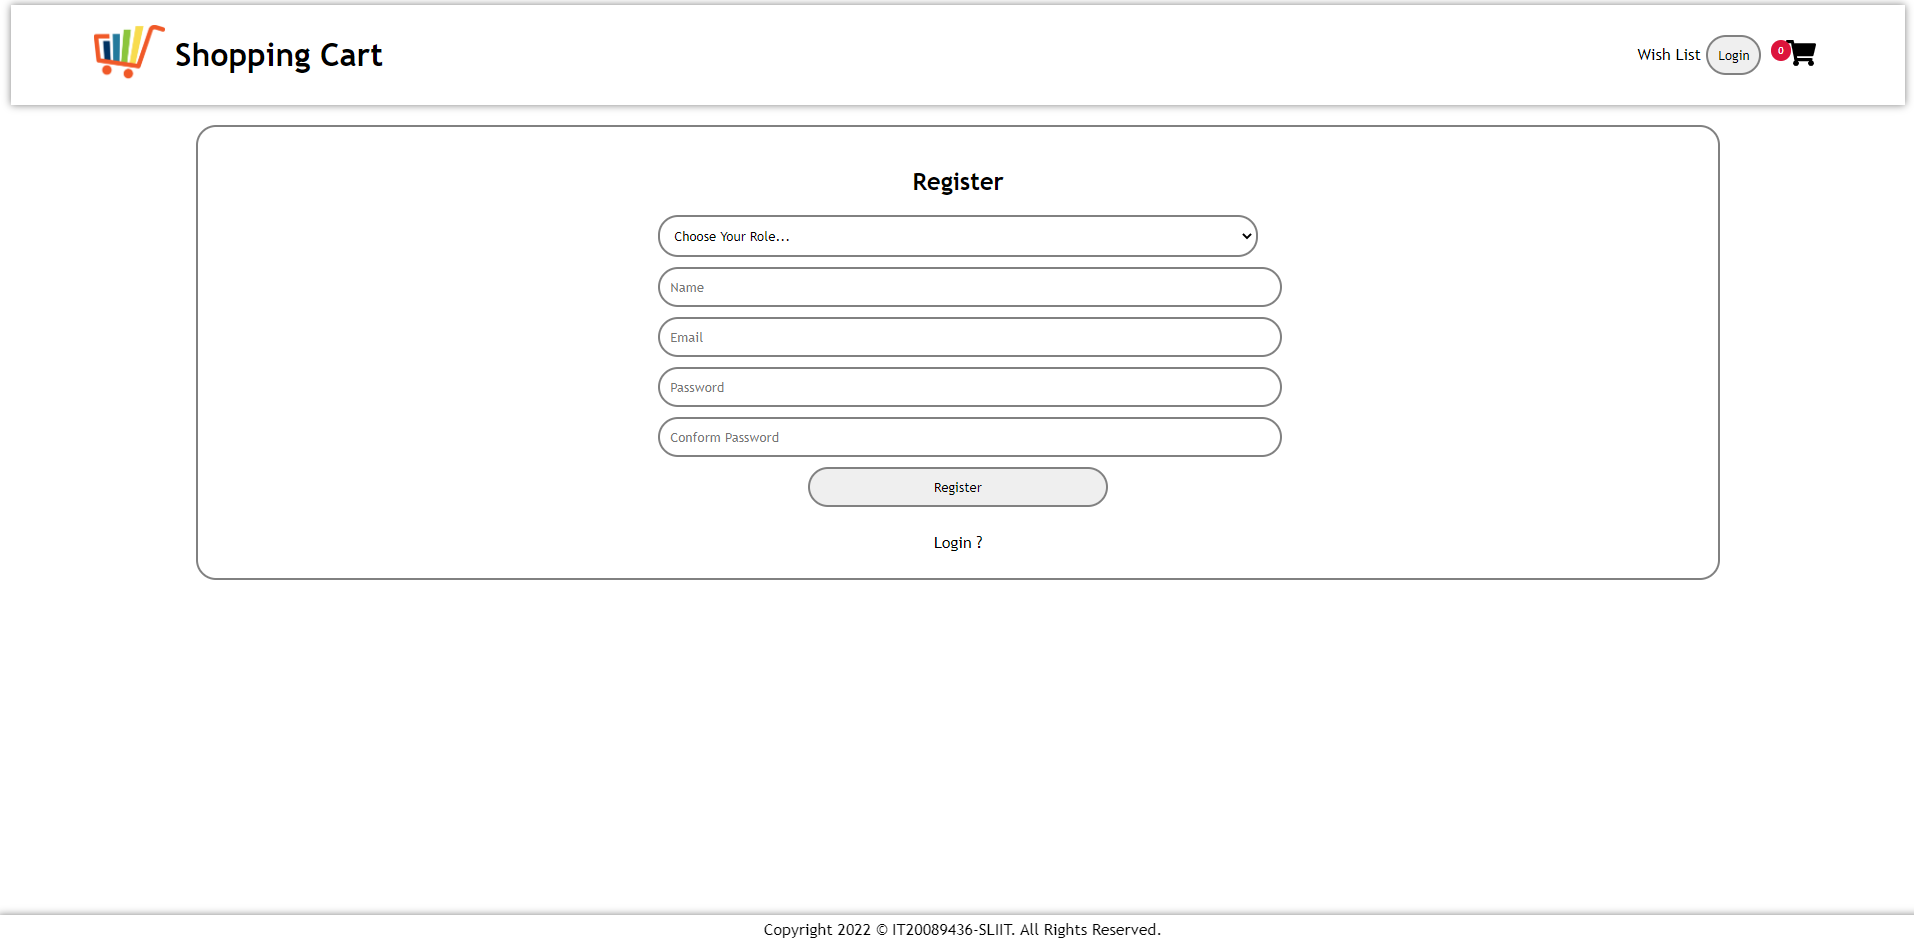 Shopping Cart
Wish List
Login
0
Register
Choose Your Role...
Name
Email
Password
Conform Password
Register
Login ?
Copyright 2022 © IT20089436-SLIIT. All Rights Reserved.